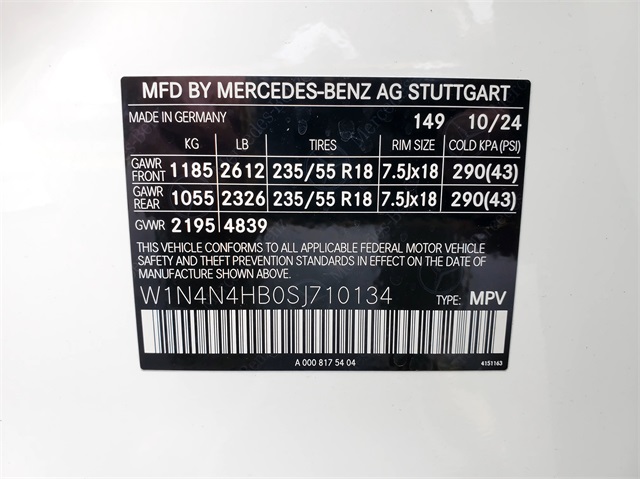 MFD BY MERCEDES-BENZ AG STUTTGART
MADE IN GERMANY 149 10/24
KG LB TIRES RIM SIZE COLD KPA (PSI)
GAWR FRONT 1185 2612 235/55 R18 7.5Jx18 290(43)
GAWR REAR 1055 2326 235/55 R18 7.5Jx18 290(43)
GVWR 2195 4839
THIS VEHICLE CONFORMS TO ALL APPLICABLE FEDERAL MOTOR VEHICLE
SAFETY AND THEFT PREVENTION STANDARDS IN EFFECT ON THE DATE OF
MANUFACTURE SHOWN ABOVE.
W1N4N4HB0SJ710134 TYPE: MPV
A 000 817 54 04 4151163